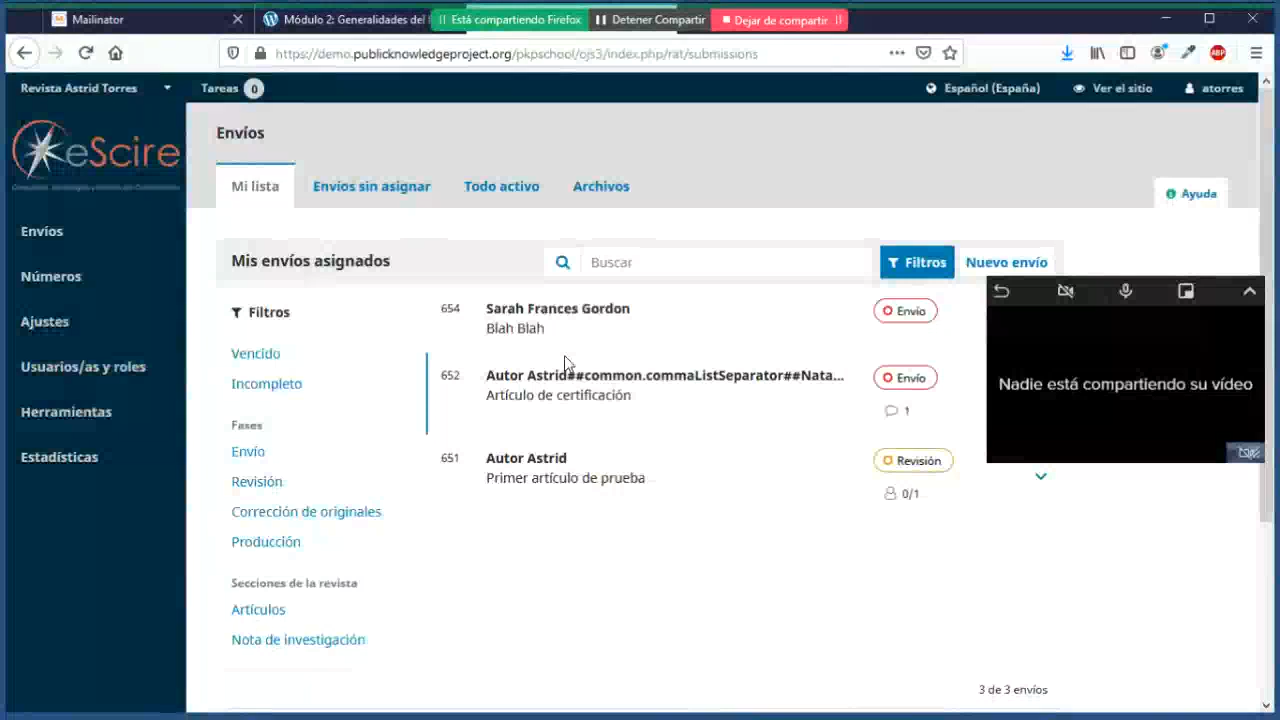 Mailinator
Módulo 2: Generalidades del
Está compartiendo Firefox
Detener Compartir
Dejar de compartir
https://demo.publicknowledgeproject.org/pkpschool/ojs3/index.php/rat/submissions
Revista Astrid Torres
Tareas 0
Español (España)
Ver el sitio
atorres
eScire
Envíos
Números
Ajustes
Usuarios/as y roles
Herramientas
Estadísticas
Envíos
Mi lista
Envíos sin asignar
Todo activo
Archivos
Ayuda
Mis envíos asignados
Buscar
Filtros
Nuevo envío
Filtros
Vencido
Incompleto
Fases
Envío
Revisión
Corrección de originales
Producción
Secciones de la revista
Artículos
Nota de investigación
654 Sarah Frances Gordon
Blah Blah
Envío
652 Autor Astrid##common.commaListSeparator##Nata...
Artículo de certificación
Envío
1
651 Autor Astrid
Primer artículo de prueba
Revisión
0/1
Nadie está compartiendo su vídeo
3 de 3 envíos